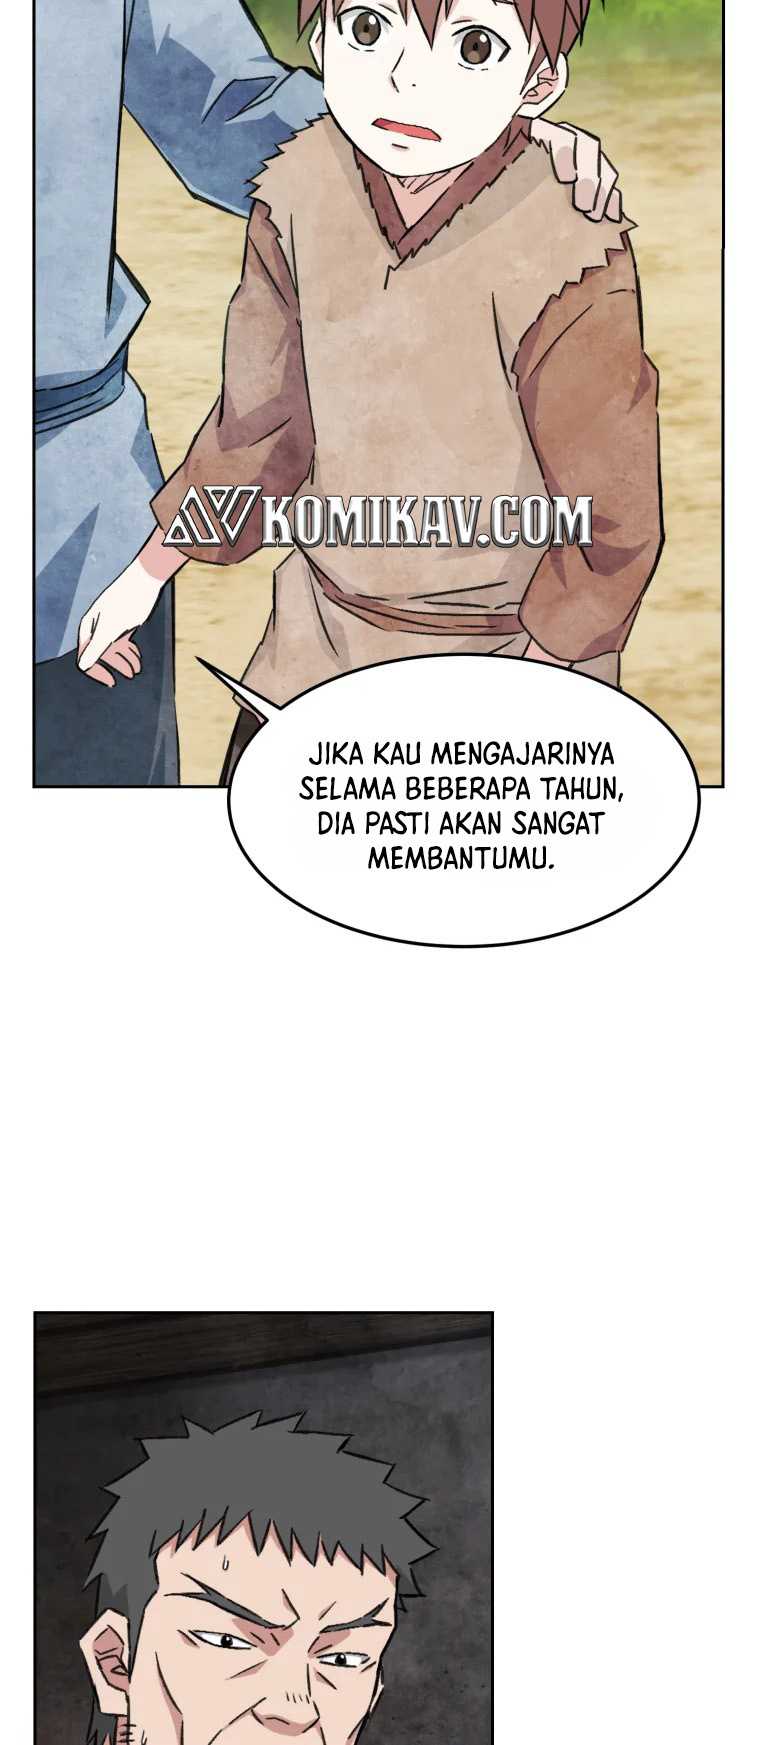 KOMIKAV.COM
JIKA KAU MENGAJARINYA
SELAMA BEBERAPA TAHUN,
DIA PASTI AKAN SANGAT
MEMBANTUMU.